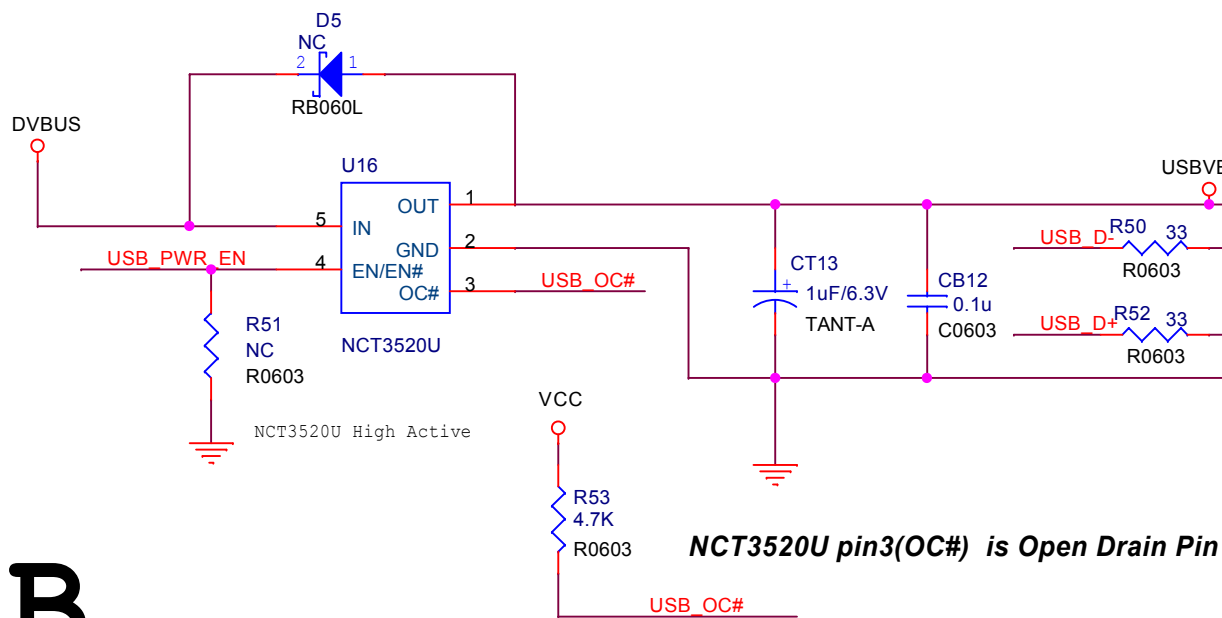 D5
NC
2 1
RB060L
DVBUS
U16
5 IN
OUT 1
GND 2
USB_PWR_EN
4 EN/EN#
OC# 3
USB_OC#
NCT3520U
R51
NC
R0603
NCT3520U High Active
CT13
+
1uF/6.3V
TANT-A
CB12
0.1u
C0603
USBVB
USB_D- R50 33
R0603
USB_D+ R52 33
R0603
VCC
R53
4.7K
R0603
NCT3520U pin3(OC#) is Open Drain Pin
USB_OC#